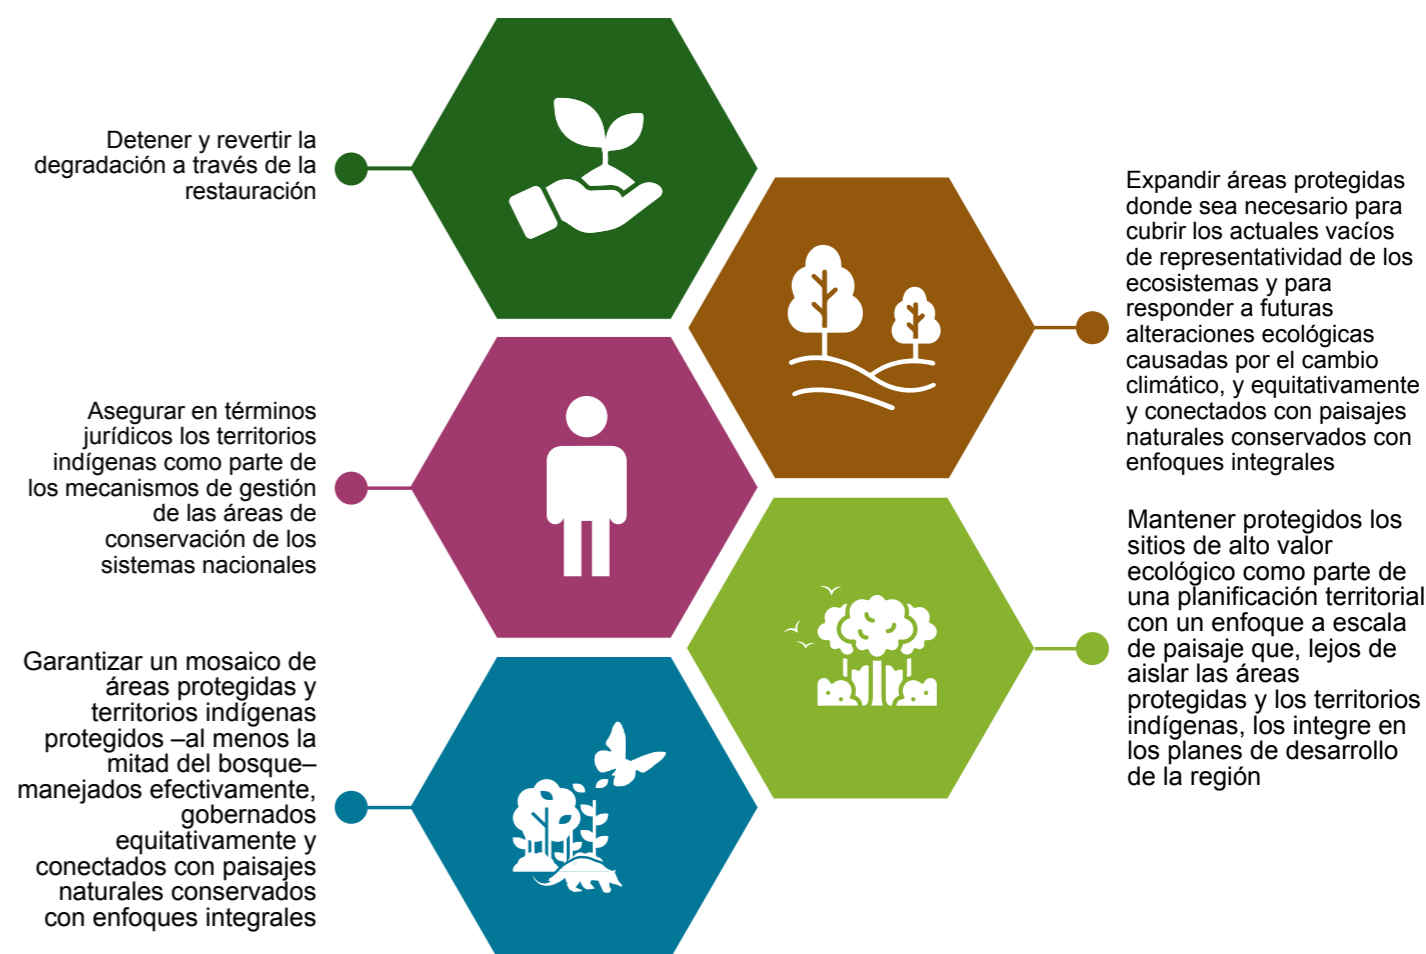 Detener y revertir la
degradación a través de la
restauración
Expandir áreas protegidas
donde sea necesario para
cubrir los actuales vacíos
de representatividad de los
ecosistemas y para
responder a futuras
alteraciones ecológicas
causadas por el cambio
climático, y equitativamente
y conectados con paisajes
naturales conservados con
enfoques integrales
Asegurar en términos
jurídicos los territorios
indígenas como parte de
los mecanismos de gestión
de las áreas de
conservación de los
sistemas nacionales
Mantener protegidos los
sitios de alto valor
ecológico como parte de
una planificación territorial
con un enfoque a escala
de paisaje que, lejos de
aislar las áreas
protegidas y los territorios
indígenas, los integre en
los planes de desarrollo
de la región
Garantizar un mosaico de
áreas protegidas y
territorios indígenas
protegidos –al menos la
mitad del bosque–
manejados efectivamente,
gobernados
equitativamente y
conectados con paisajes
naturales conservados
con enfoques integrales